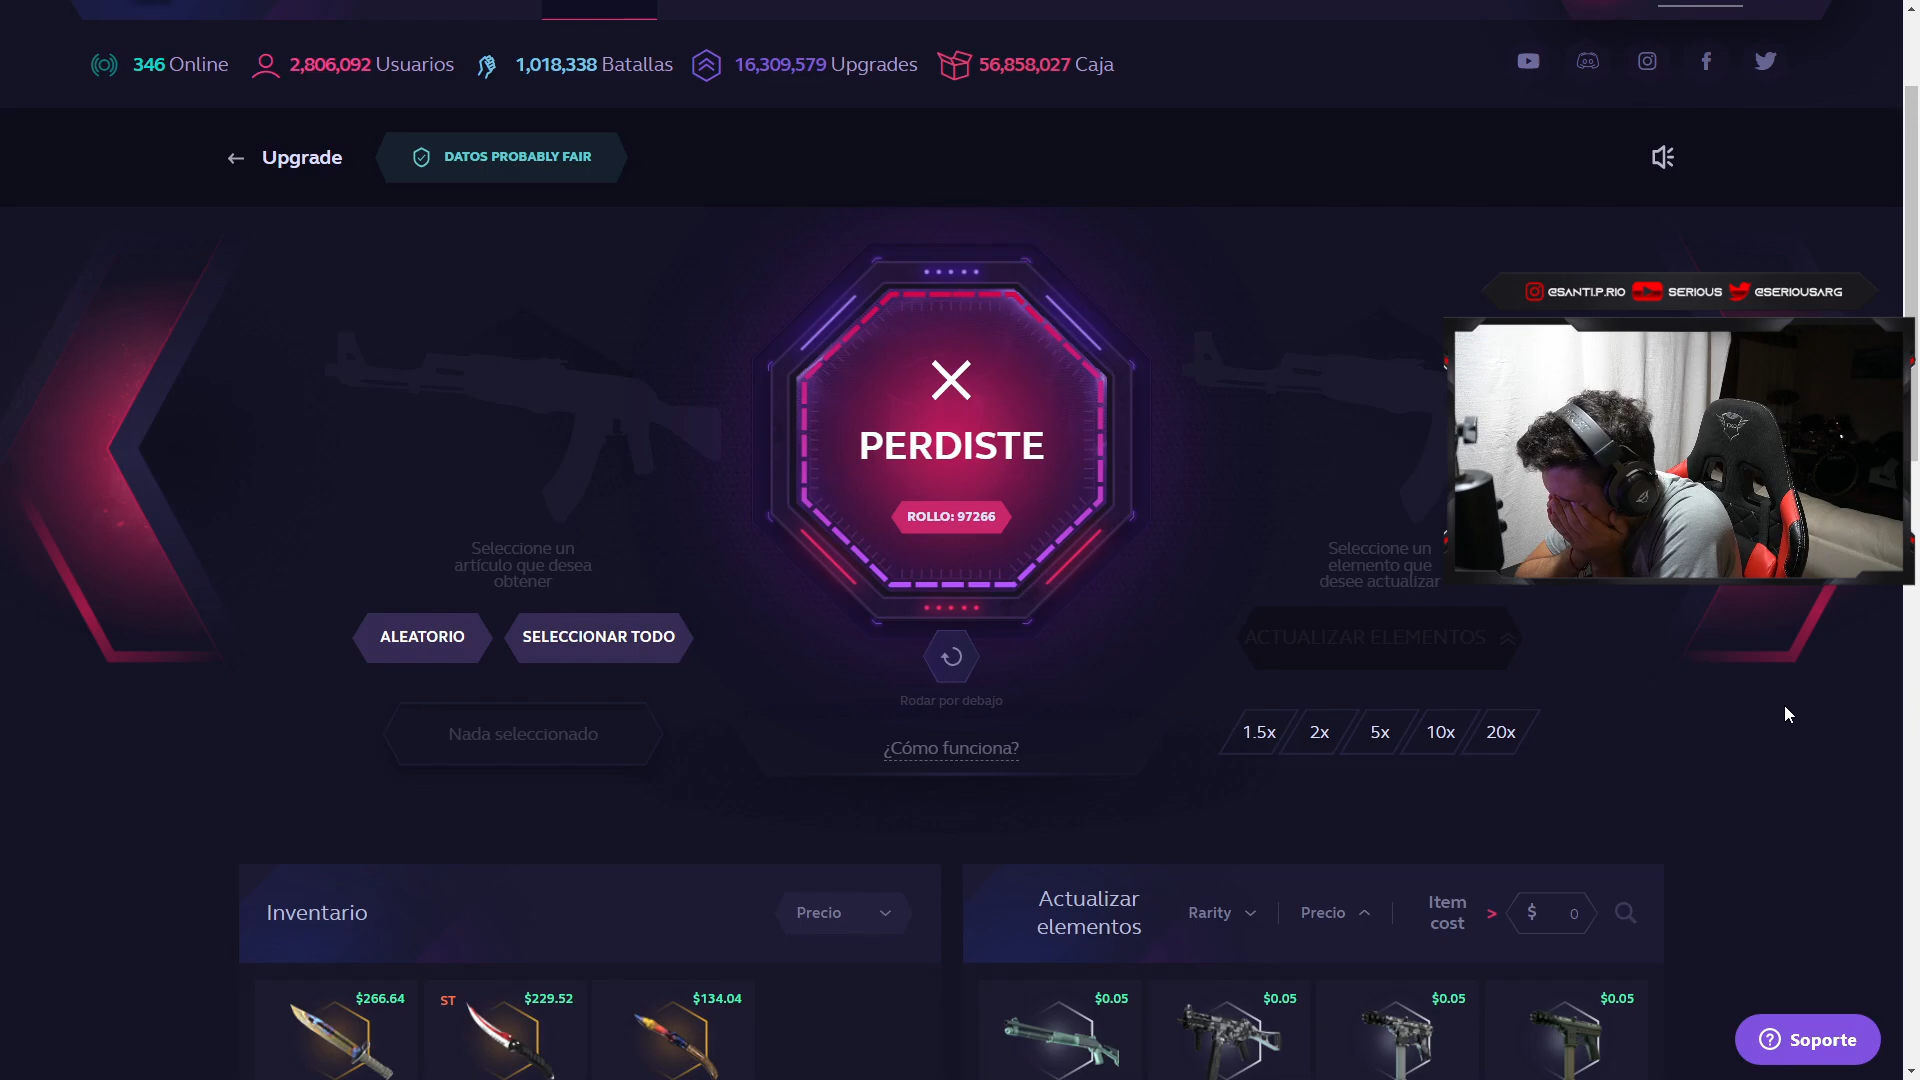 346 Online 2,806,092 Usuarios 1,018,338 Batallas 16,309,579 Upgrades 56,858,027 Caja
Upgrade DATOS PROBABLY FAIR
@SANTI.P.RIO SERIOUS @SERIOUSARG
PERDISTE
ROLLO: 97266
Seleccione un
artículo que desea
obtener
Seleccione un
elemento que
desee actualizar
ALEATORIO SELECCIONAR TODO
ACTUALIZAR ELEMENTOS
Rodar por debajo
Nada seleccionado
1.5x 2x 5x 10x 20x
¿Cómo funciona?
Inventario Precio
Actualizar
elementos
Rarity Precio
Item
cost > $ 0
$266.64 ST $229.52 $134.04
$0.05 $0.05 $0.05 $0.05
Soporte